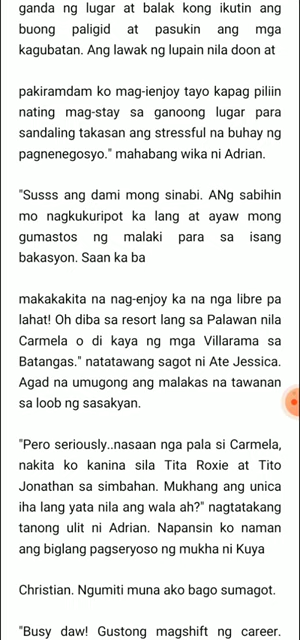 ganda ng lugar at balak kong ikutin ang
buong paligid at pasukin ang mga
kagubatan. Ang lawak ng lupain nila doon at
pakiramdam ko mag-ienjoy tayo kapag piliin
nating mag-stay sa ganoong lugar para
sandaling takasan ang stressful na buhay ng
pagnenegosyo." mahabang wika ni Adrian.
"Susss ang dami mong sinabi. ANg sabihin
mo nagkukuripot ka lang at ayaw mong
gumastos ng malaki para sa isang
bakasyon. Saan ka ba
makakakita na nag-enjoy ka na nga libre pa
lahat! Oh diba sa resort lang sa Palawan nila
Carmela o di kaya ng mga Villarama sa
Batangas." natatawang sagot ni Ate Jessica.
Agad na umugong ang malakas na tawanan
sa loob ng sasakyan.
"Pero seriously..nasaan nga pala si Carmela,
nakita ko kanina sila Tita Roxie at Tito
Jonathan sa simbahan. Mukhang ang unica
iha lang yata nila ang wala ah?" nagtatakang
tanong ulit ni Adrian. Napansin ko naman
ang biglang pagseryoso ng mukha ni Kuya
Christian. Ngumiti muna ako bago sumagot.
"Busy daw! Gustong magshift ng career.